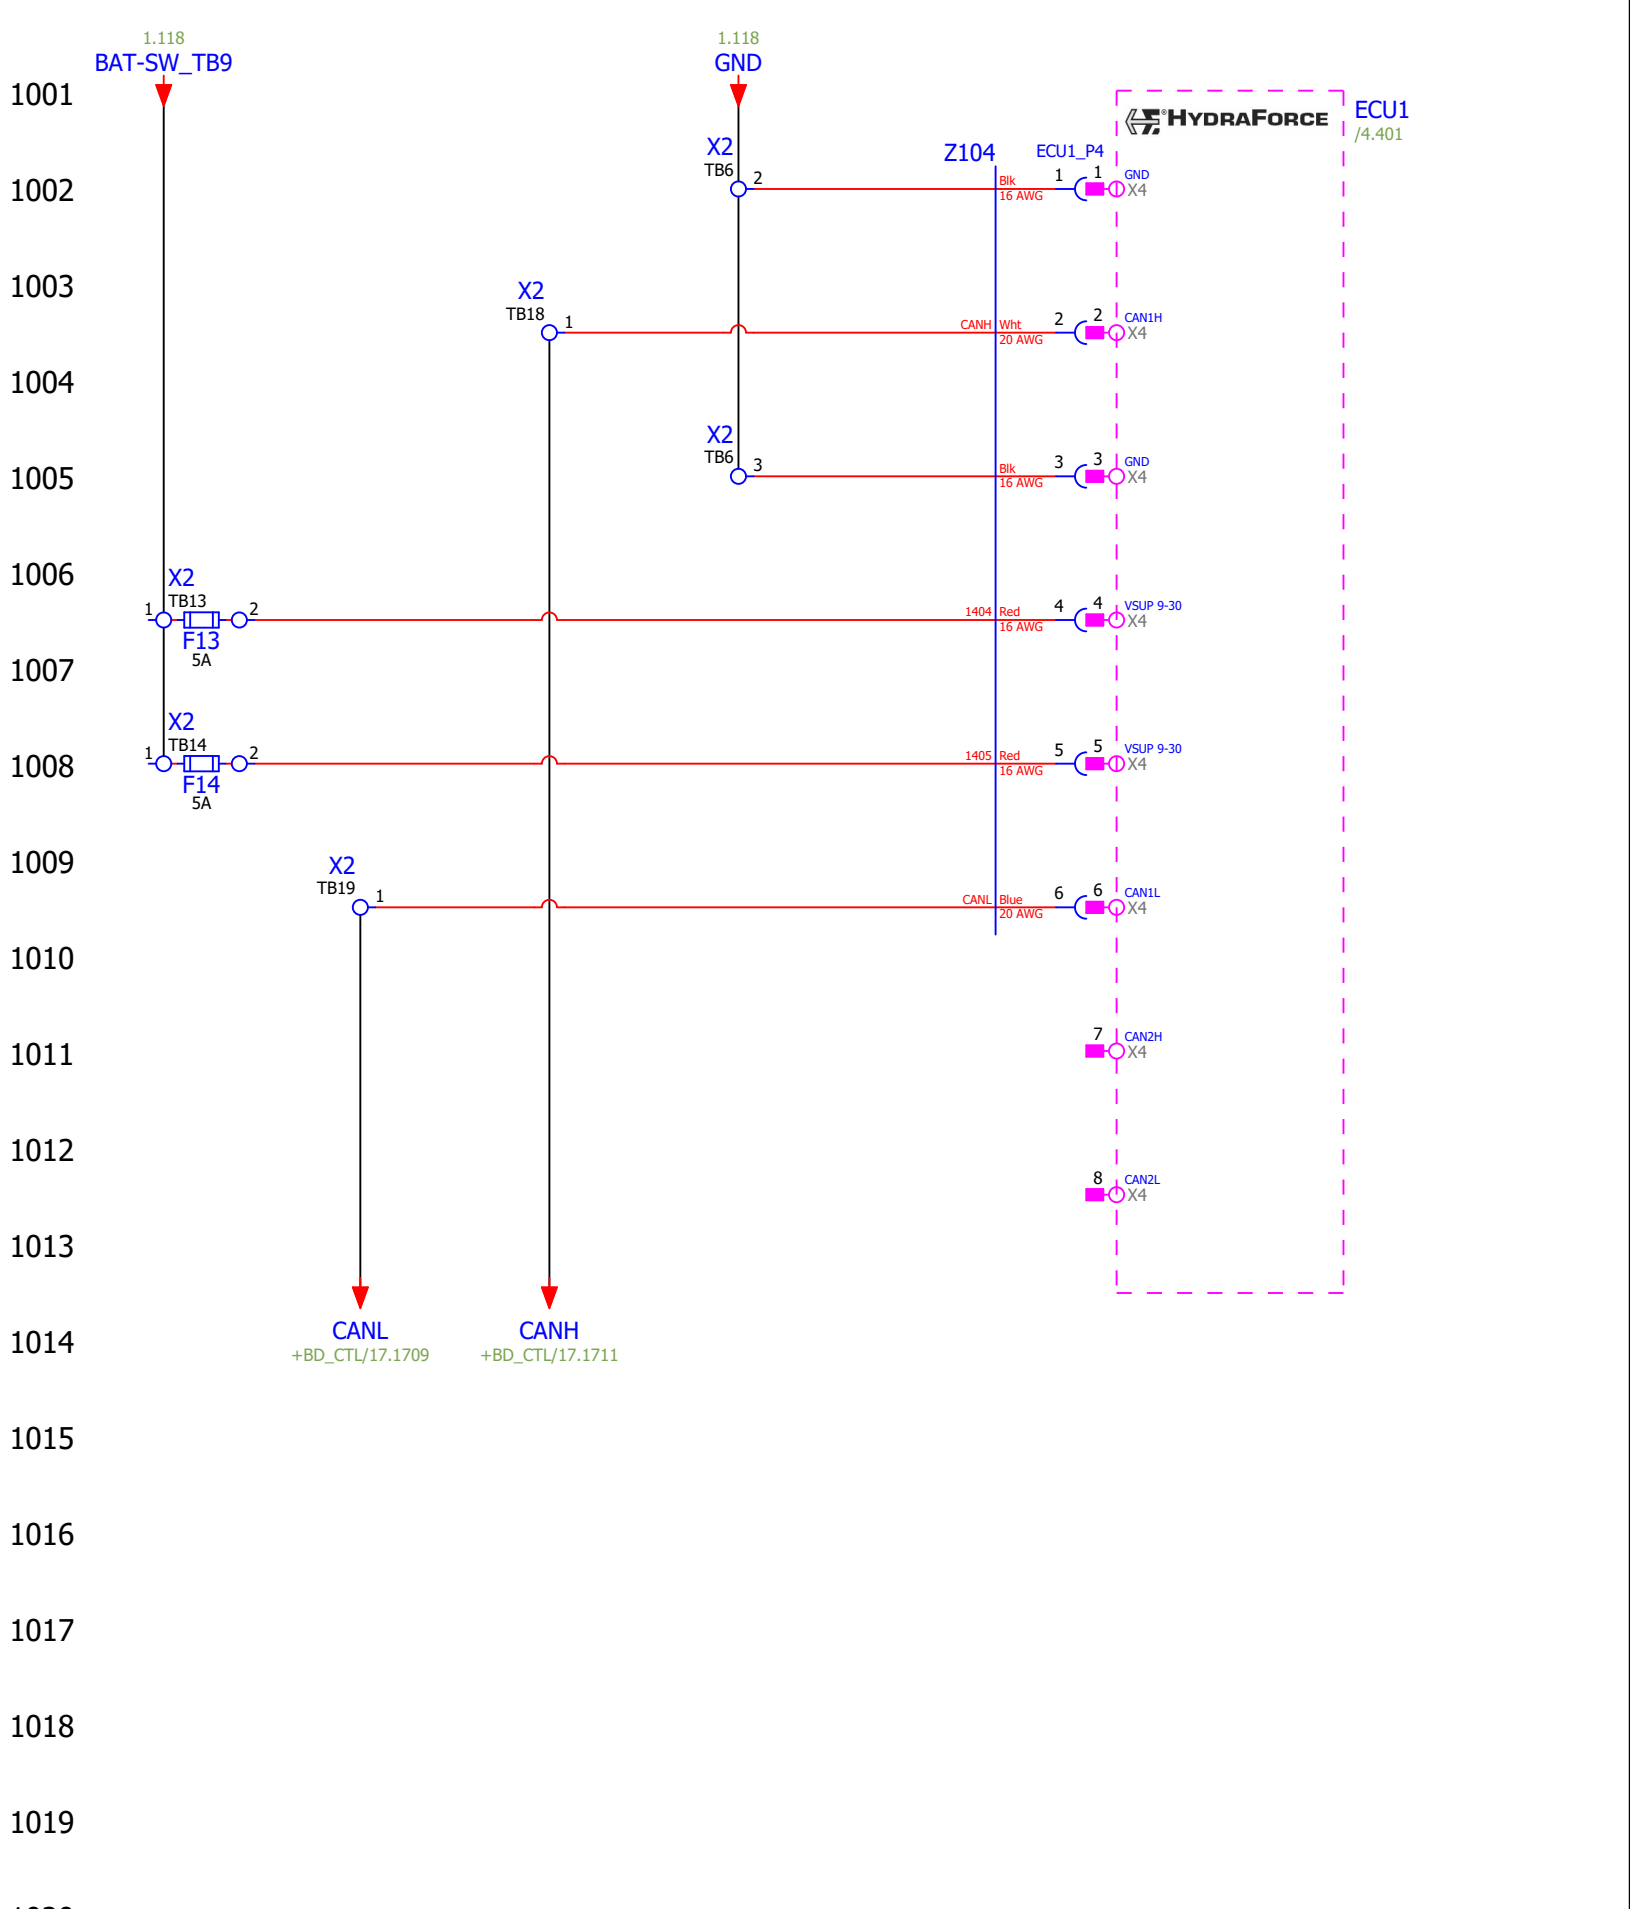 1.118
BAT-SW_TB9
1.118
GND
1001
HYDRAFORCE
ECU1
/4.401
X2
TB6
2
Z104
ECU1_P4
Blk
16 AWG
1
1
GND
X4
1002
1003
X2
TB18
1
CANH
Wht
20 AWG
2
2
CAN1H
X4
1004
X2
TB6
3
Blk
16 AWG
3
3
GND
X4
1005
1006
X2
TB13
1
2
F13
5A
1404
Red
16 AWG
4
4
VSUP 9-30
X4
1007
X2
TB14
1
2
F14
5A
1405
Red
16 AWG
5
5
VSUP 9-30
X4
1008
1009
X2
TB19
1
CANL
Blue
20 AWG
6
6
CAN1L
X4
1010
1011
7
CAN2H
X4
1012
8
CAN2L
X4
1013
1014
CANL
+BD_CTL/17.1709
CANH
+BD_CTL/17.1711
1015
1016
1017
1018
1019